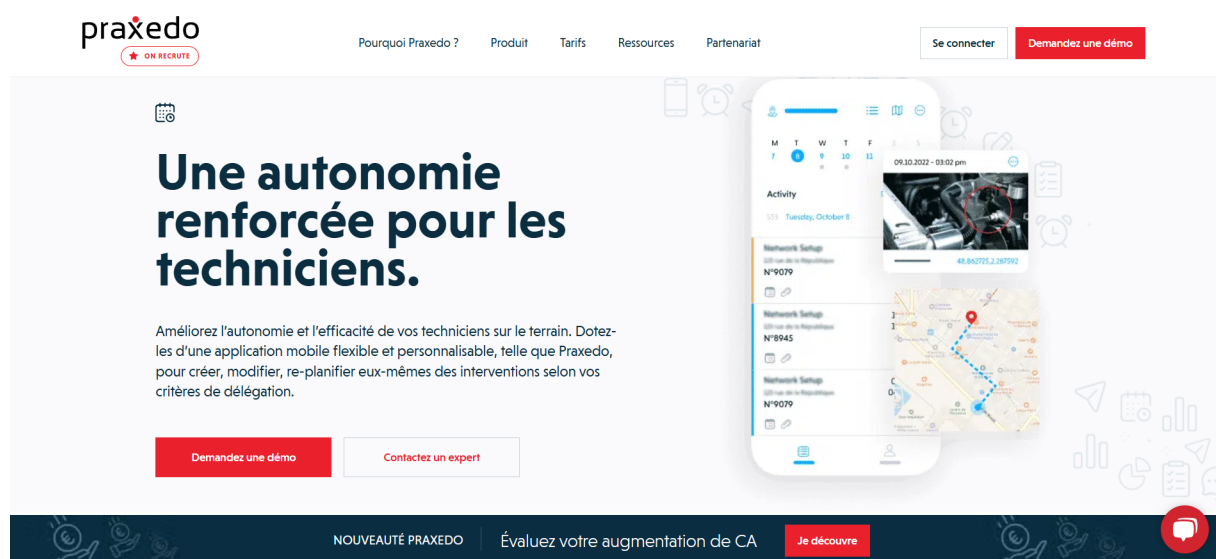 praxedo
ON RECRUTE
Pourquoi Praxedo ?
Produit
Tarifs
Ressources
Partenariat
Se connecter
Demandez une démo
Une autonomie
renforcée pour les
techniciens.
Améliorez l'autonomie et l'efficacité de vos techniciens sur le terrain. Dotez-
les d'une application mobile flexible et personnalisable, telle que Praxedo,
pour créer, modifier, re-planifier eux-mêmes des interventions selon vos
critères de délégation.
Demandez une démo
Contactez un expert
M T W T F S S
7 8 9 10 11
Activity
Tuesday, October 8
Network Setup
N°9079
Network Setup
N°8945
Network Setup
N°9079
09.10.2022 - 03:02 pm
48.862725,2.287592
NOUVEAUTÉ PRAXEDO
Évaluez votre augmentation de CA
Je découvre